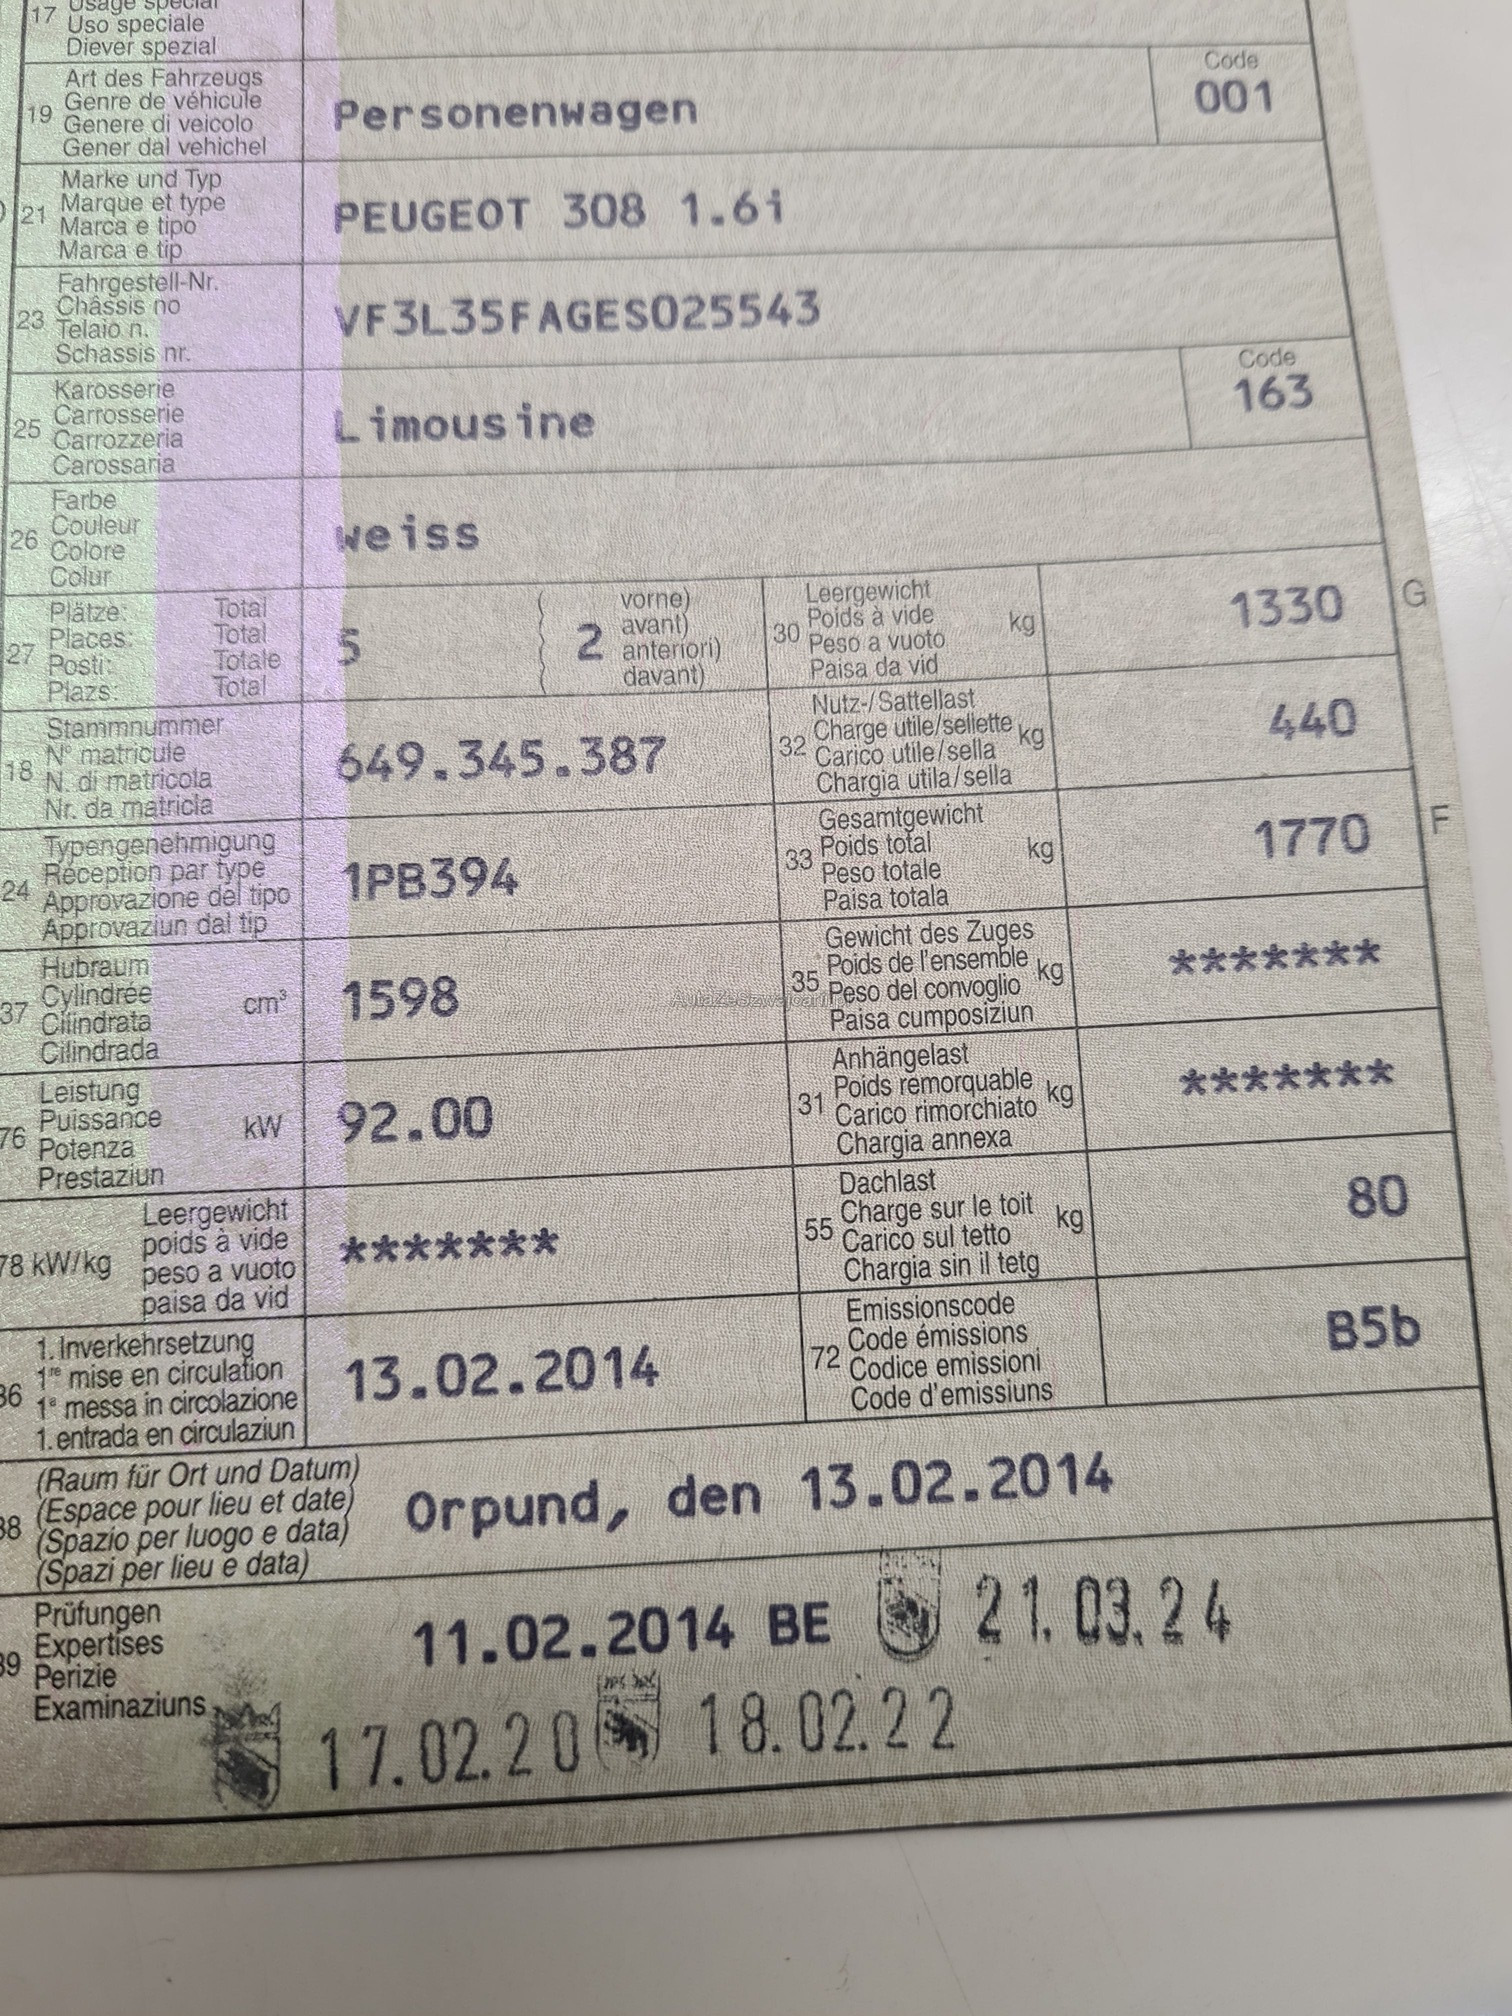 17 Usage spécial
Uso speciale
Diever spezial
19 Art des Fahrzeugs
Genre de véhicule
Genere di veicolo
Gener dal vehichel
Personenwagen
Code
001
21 Marke und Typ
Marque et type
Marca e tipo
Marca e tip
PEUGEOT 308 1.6i
23 Fahrgestell-Nr.
Châssis no
Telaio n.
Schassis nr.
VF3L35FAGES025543
25 Karosserie
Carrosserie
Carrozzeria
Carossaria
Limousine
Code
163
26 Farbe
Couleur
Colore
Colur
weiss
27 Plätze: Total
Places: Total
Posti: Totale
Plazs: Total
5
( 2 vorne)
avant)
anteriori)
davant)
30 Leergewicht
Poids à vide
Peso a vuoto
Paisa da vid
kg
1330
G
18 Stammnummer
N° matricule
N. di matricola
Nr. da matricla
649.345.387
32 Nutz-/Sattellast
Charge utile/sellette
Carico utile/sella
Chargia utila/sella
kg
440
24 Typengenehmigung
Réception par type
Approvazione del tipo
Approvaziun dal tip
1PB394
33 Gesamtgewicht
Poids total
Peso totale
Paisa totala
kg
1770
F
37 Hubraum
Cylindrée
Cilindrata
Cilindrada
cm³
1598
35 Gewicht des Zuges
Poids de l'ensemble
Peso del convoglio
Paisa cumposiziun
kg
*******
76 Leistung
Puissance
Potenza
Prestaziun
kW
92.00
31 Anhängelast
Poids remorquable
Carico rimorchiato
Chargia annexa
kg
*******
78 kW/kg
Leergewicht
poids à vide
peso a vuoto
paisa da vid
*******
55 Dachlast
Charge sur le toit
Carico sul tetto
Chargia sin il tetg
kg
80
36 1. Inverkehrsetzung
1re mise en circulation
1a messa in circolazione
1. entrada en circulaziun
13.02.2014
72 Emissionscode
Code émissions
Codice emissioni
Code d'emissiuns
B5b
38 (Raum für Ort und Datum)
(Espace pour lieu et date)
(Spazio per luogo e data)
(Spazi per lieu e data)
Orpund, den 13.02.2014
39 Prüfungen
Expertises
Perizie
Examinaziuns
11.02.2014 BE
21.03.24
17.02.20
18.02.22